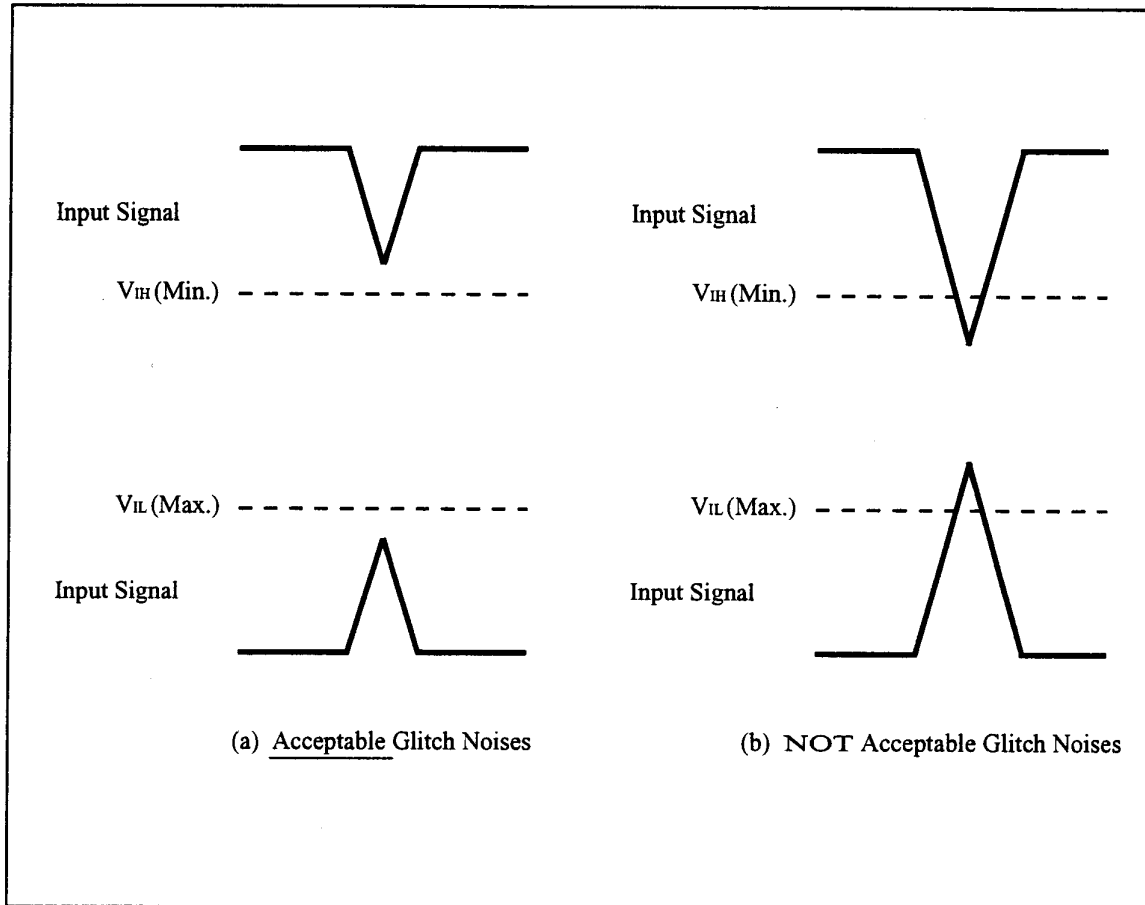 Input Signal
VIH (Min.)
VIL (Max.)
Input Signal
(a) Acceptable Glitch Noises
Input Signal
VIH (Min.)
VIL (Max.)
Input Signal
(b) NOT Acceptable Glitch Noises